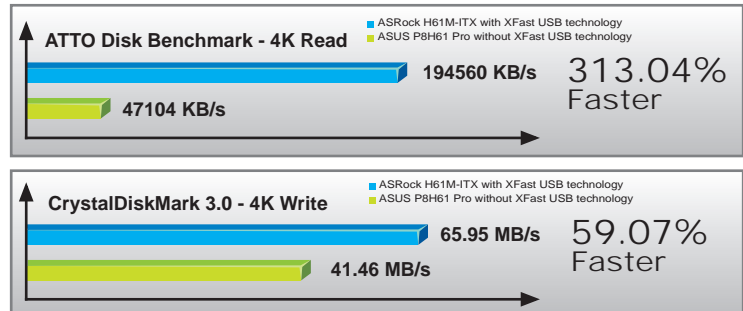 ATTO Disk Benchmark - 4K Read
ASRock H61M-ITX with XFast USB technology
ASUS P8H61 Pro without XFast USB technology
194560 KB/s
47104 KB/s
313.04%
Faster
CrystalDiskMark 3.0 - 4K Write
ASRock H61M-ITX with XFast USB technology
ASUS P8H61 Pro without XFast USB technology
65.95 MB/s
41.46 MB/s
59.07%
Faster